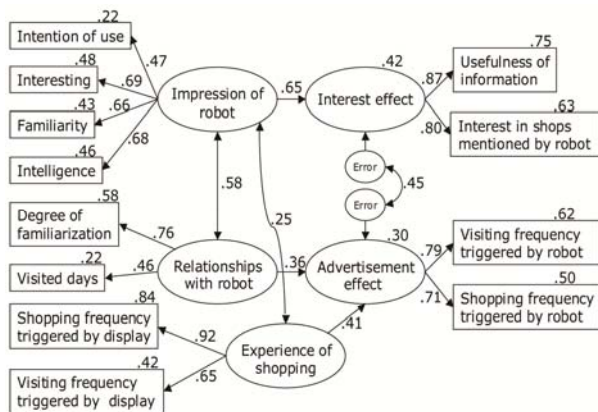 .22
Intention of use
.47
.48
Interesting
.69
.43
Familiarity
.66
.46
Intelligence
.68
Impression of
robot
.65
.42
Interest effect
.87
.75
Usefulness of
information
.80
.63
Interest in shops
mentioned by robot
Error
.45
Error
.58
.25
.58
Degree of
familiarization
.76
.22
Visited days
.46
Relationships
with robot
.36
.30
Advertisement
effect
.79
.62
Visiting frequency
triggered by robot
.71
.50
Shopping frequency
triggered by robot
.84
Shopping frequency
triggered by display
.92
.41
Experience of
shopping
.42
Visiting frequency
triggered by display
.65